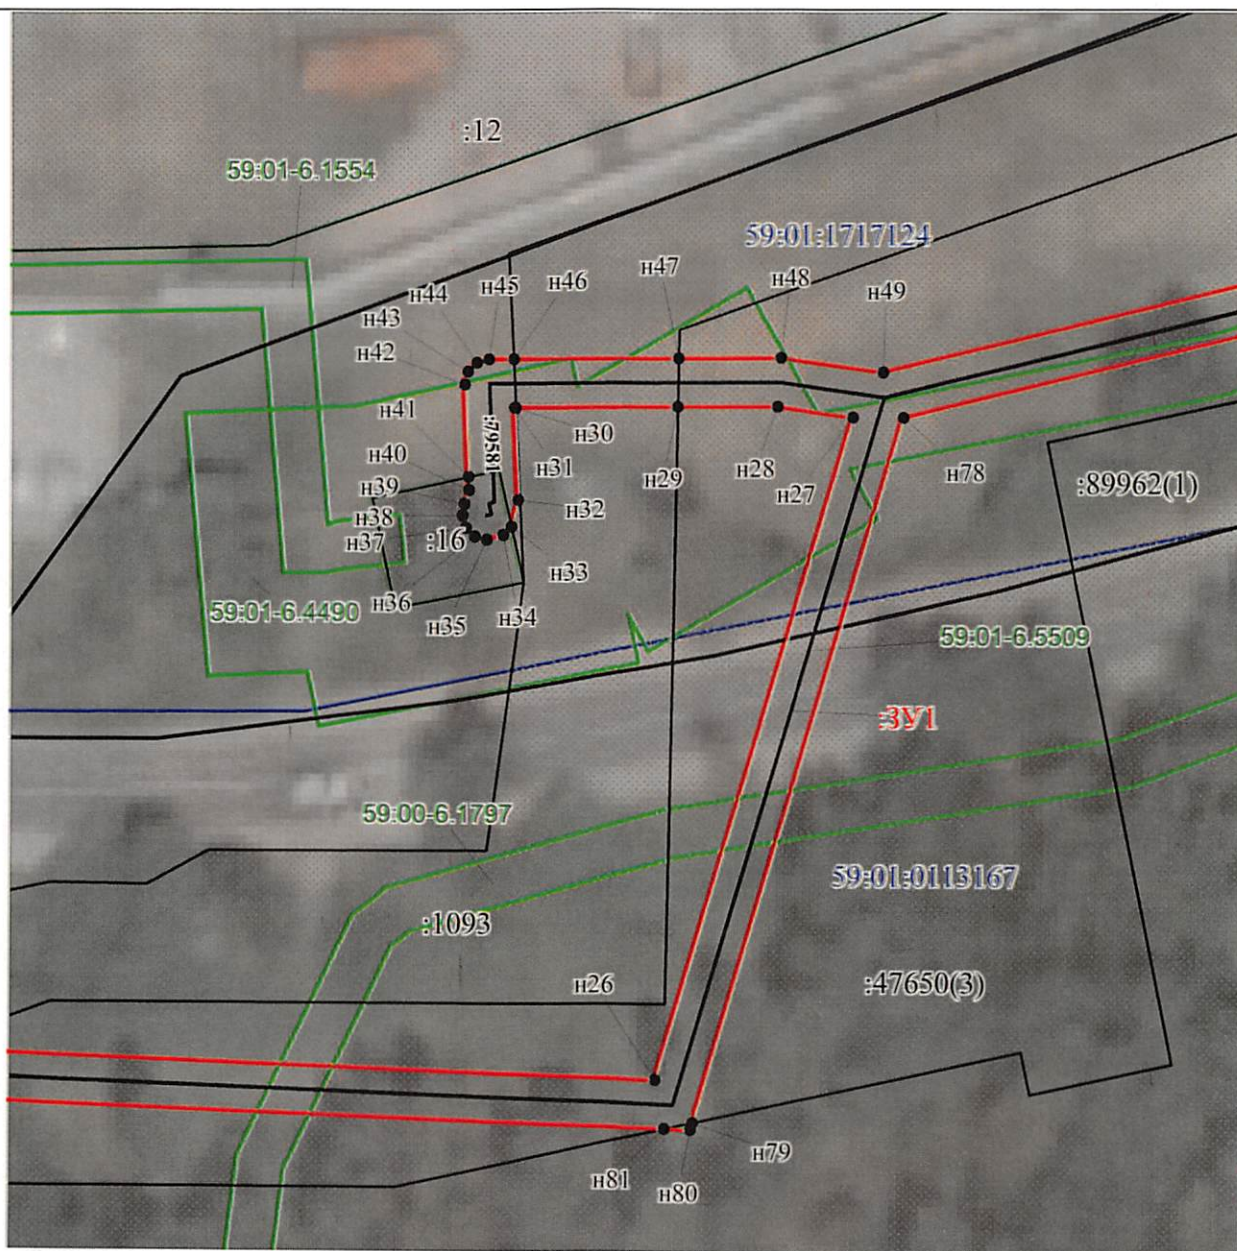 :12
59:01-6.1554
59:01:1717124
н47
н48
н45
н46
н44
н49
н43
н42
н41
:79581
н30
н40
н31
н29
н28
н78
н39
:89962(1)
н27
н32
н38
н37
:16
н33
н36
59:01-6.4490
н34
н35
59:01-6.5509
:ЗУ1
59:00-6.1797
59:01:0113167
:1093
н26
:47650(3)
н79
н81
н80